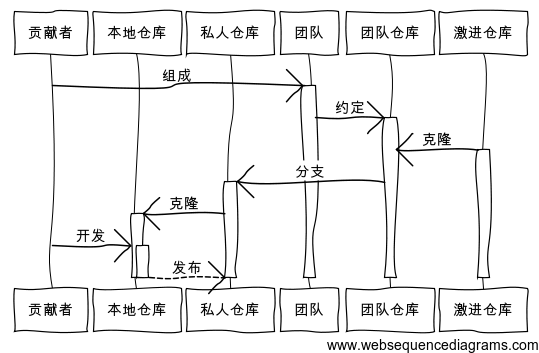 贡献者 本地仓库 私人仓库 团队 团队仓库 激进仓库
组成
约定
克隆
分支
克隆
开发
发布
贡献者 本地仓库 私人仓库 团队 团队仓库 激进仓库
www.websequencediagrams.com